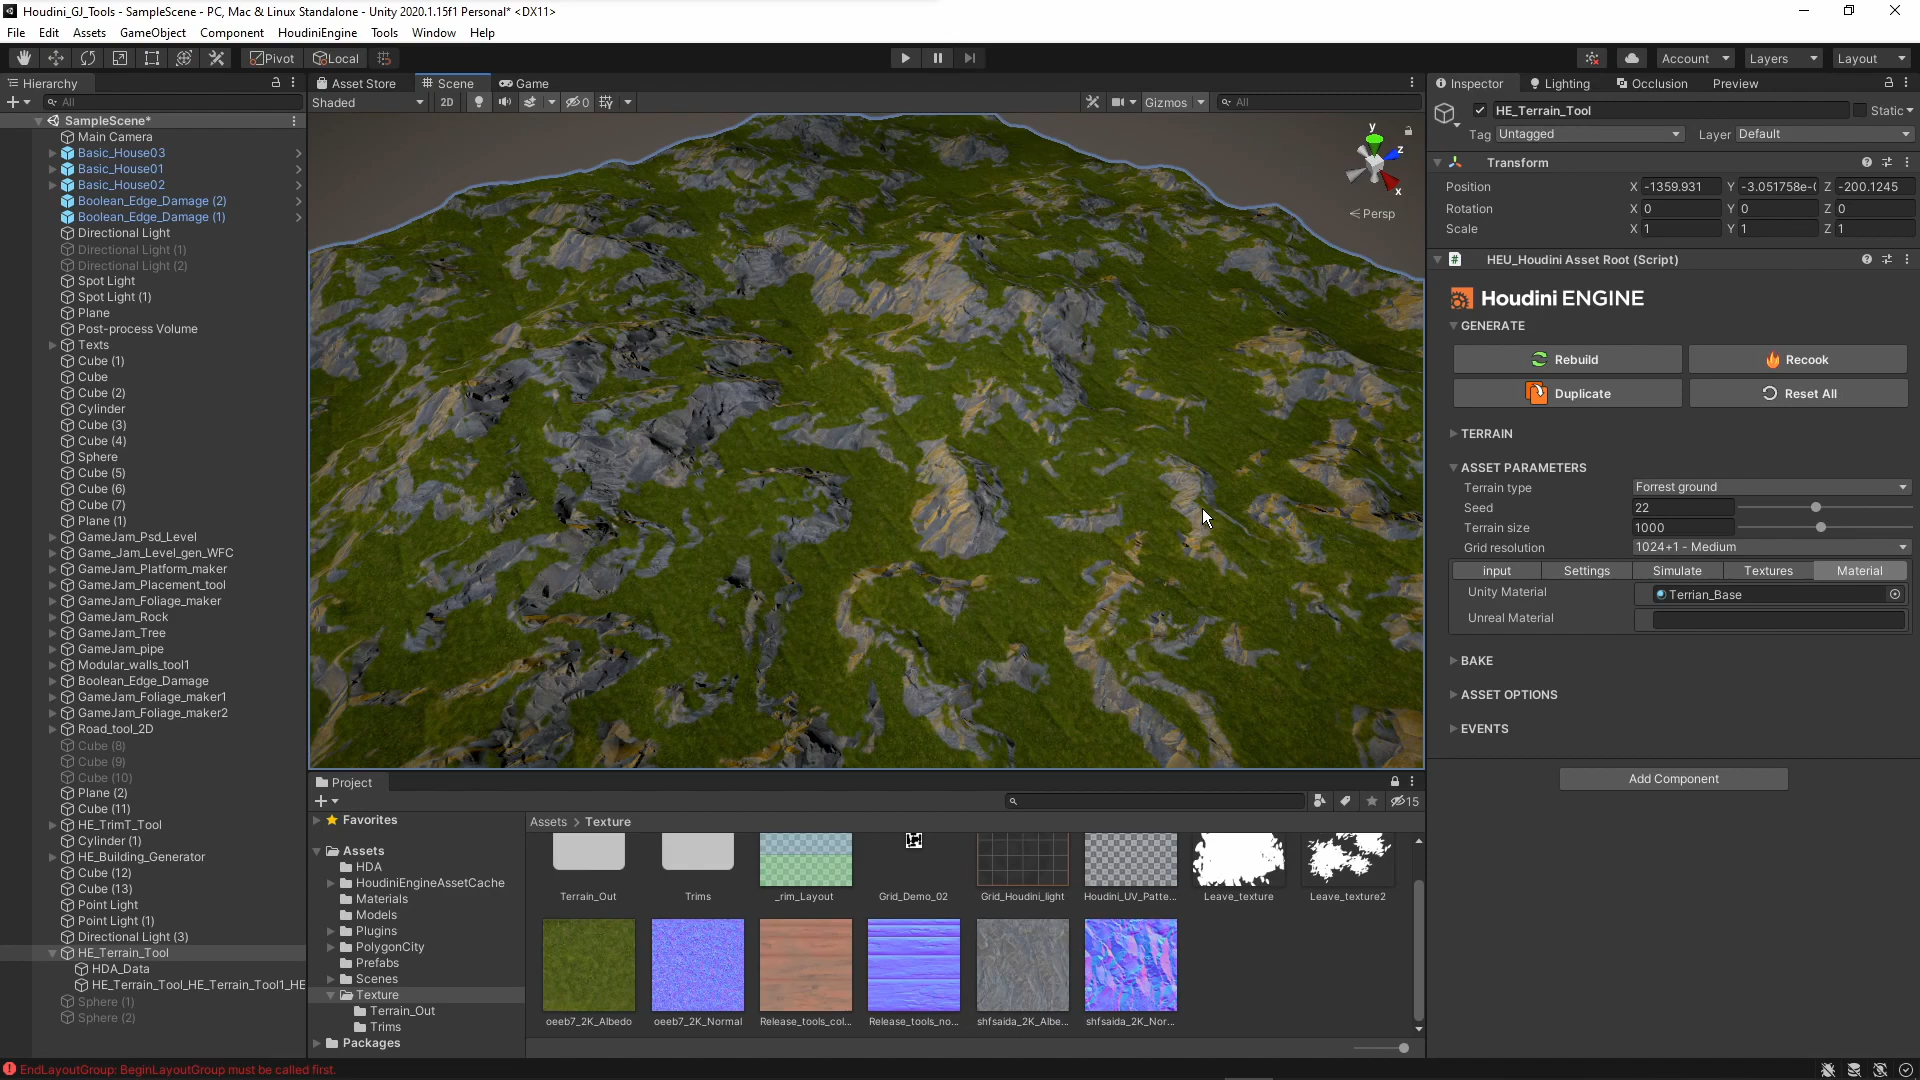 Houdini_GJ_Tools - SampleScene - PC, Mac & Linux Standalone - Unity 2020.1.15f1 Personal* <DX11>
File Edit Assets GameObject Component HoudiniEngine Tools Window Help
Pivot Local Account Layers Layout
Hierarchy
All
SampleScene*
Main Camera
Basic_House03
Basic_House01
Basic_House02
Boolean_Edge_Damage (2)
Boolean_Edge_Damage (1)
Directional Light
Directional Light (1)
Directional Light (2)
Spot Light
Spot Light (1)
Plane
Post-process Volume
Texts
Cube (1)
Cube
Cube (2)
Cylinder
Cube (3)
Cube (4)
Sphere
Cube (5)
Cube (6)
Cube (7)
Plane (1)
GameJam_Psd_Level
Game_Jam_Level_gen_WFC
GameJam_Platform_maker
GameJam_Placement_tool
GameJam_Foliage_maker
GameJam_Rock
GameJam_Tree
GameJam_pipe
Modular_walls_tool1
Boolean_Edge_Damage
GameJam_Foliage_maker1
GameJam_Foliage_maker2
Road_tool_2D
Cube (8)
Cube (9)
Cube (10)
Plane (2)
Cube (11)
HE_TrimT_Tool
Cylinder (1)
HE_Building_Generator
Cube (12)
Cube (13)
Point Light
Point Light (1)
Directional Light (3)
HE_Terrain_Tool
HDA_Data
HE_Terrain_Tool_HE_Terrain_Tool1_HE
Sphere (1)
Sphere (2)
Asset Store Scene Game
Shaded 2D 0 Gizmos All
y
z
x
Persp
Project
15
Favorites
Assets
HDA
HoudiniEngineAssetCache
Materials
Models
Plugins
PolygonCity
Prefabs
Scenes
Texture
Terrain_Out
Trims
Packages
Assets > Texture
Terrain_Out Trims _rim_Layout Grid_Demo_02 Grid_Houdini_light Houdini_UV_Patte... Leave_texture Leave_texture2
oeeb7_2K_Albedo oeeb7_2K_Normal Release_tools_col... Release_tools_no... shfsaida_2K_Albe... shfsaida_2K_Nor...
Inspector Lighting Occlusion Preview
HE_Terrain_Tool Static
Tag Untagged Layer Default
Transform
Position X -1359.931 Y -3.051758e-( Z -200.1245
Rotation X 0 Y 0 Z 0
Scale X 1 Y 1 Z 1
HEU_Houdini Asset Root (Script)
Houdini ENGINE
GENERATE
Rebuild Recook
Duplicate Reset All
TERRAIN
ASSET PARAMETERS
Terrain type Forrest ground
Seed 22
Terrain size 1000
Grid resolution 1024+1 - Medium
input Settings Simulate Textures Material
Unity Material Terrian_Base
Unreal Material
BAKE
ASSET OPTIONS
EVENTS
Add Component
EndLayoutGroup: BeginLayoutGroup must be called first.